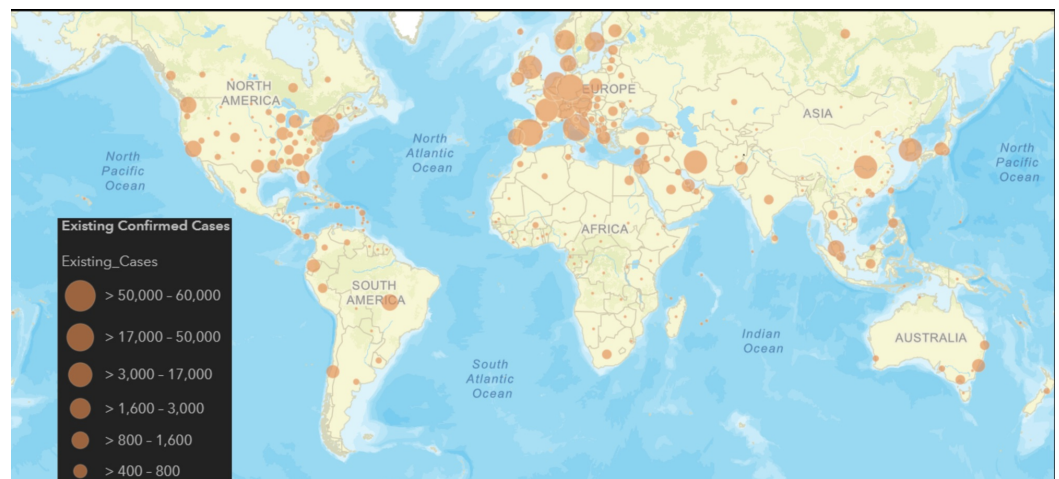 NORTH
AMERICA
EUROPE
ASIA
North
Pacific
Ocean
North
Atlantic
Ocean
North
Pacific
Ocean
Existing Confirmed Cases
AFRICA
Existing_Cases
SOUTH
AMERICA
> 50,000 - 60,000
> 17,000 - 50,000
Indian
Ocean
AUSTRALIA
South
Atlantic
Ocean
> 3,000 - 17,000
> 1,600 - 3,000
> 800 - 1,600
> 400 - 800